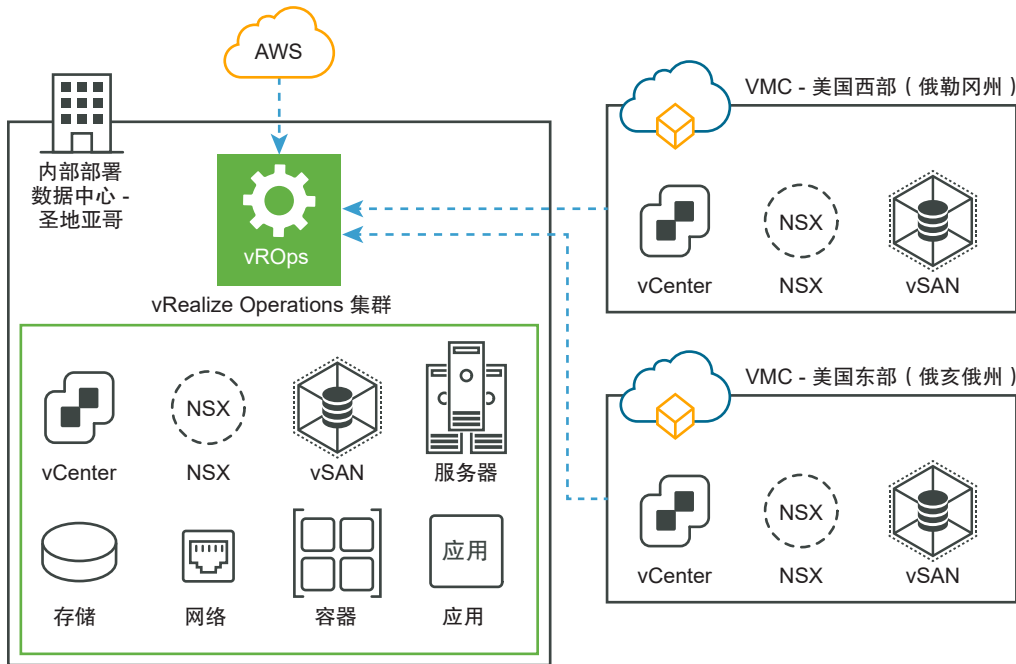 AWS
内部部署
数据中心 -
圣地亚哥
vROps
vRealize Operations 集群
vCenter
NSX
NSX
vSAN
服务器
存储
网络
容器
应用
应用
VMC - 美国西部（俄勒冈州）
vCenter
NSX
NSX
vSAN
VMC - 美国东部（俄亥俄州）
vCenter
NSX
NSX
vSAN